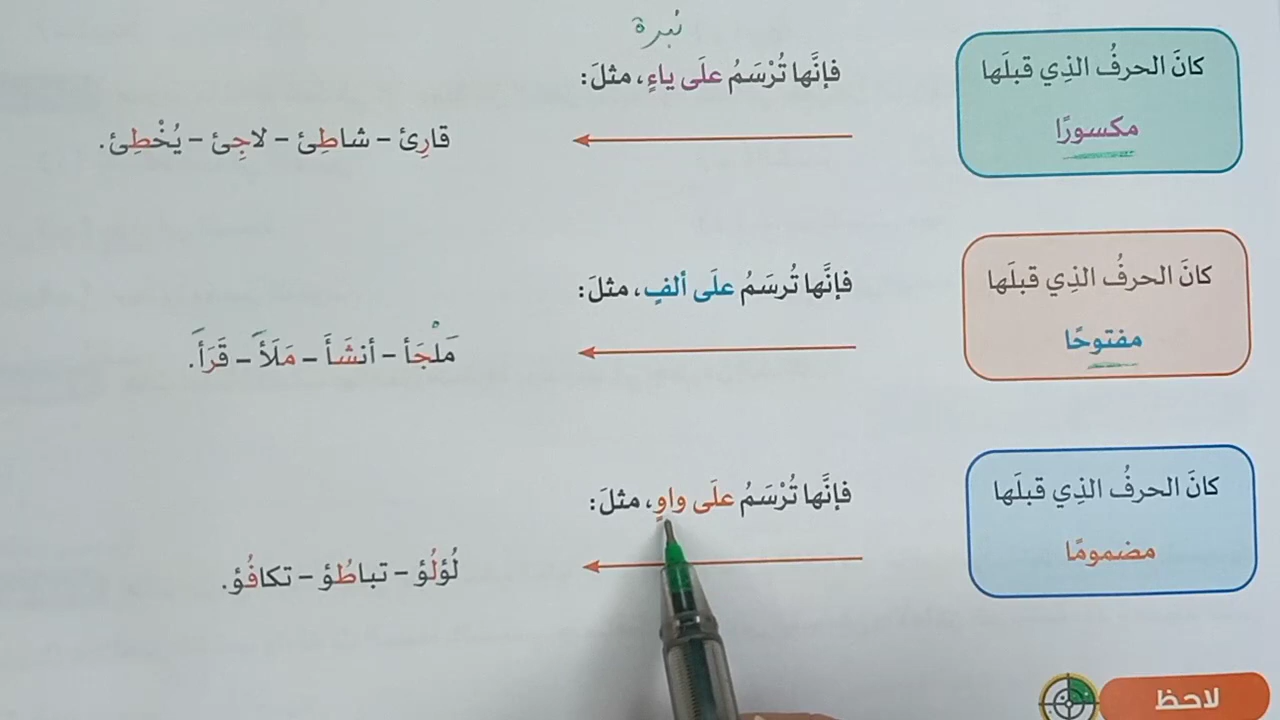 نبرة
كانَ الحرفُ الذِي قبلَها
مكسورًا
فإنَّها تُرْسَمُ علَى ياءٍ، مثلَ:
قارِئ – شاطِئ – لاجِئ – يُخْطِئ.
كانَ الحرفُ الذِي قبلَها
مفتوحًا
فإنَّها تُرسَمُ علَى ألفٍ، مثلَ:
مَلْجَأ – أنشَأَ – مَلَأَ – قَرَأَ.
كانَ الحرفُ الذِي قبلَها
مضمومًا
فإنَّها تُرْسَمُ علَى واوٍ، مثلَ:
لُؤلُؤ – تباطُؤ – تكافُؤ.
لاحظ